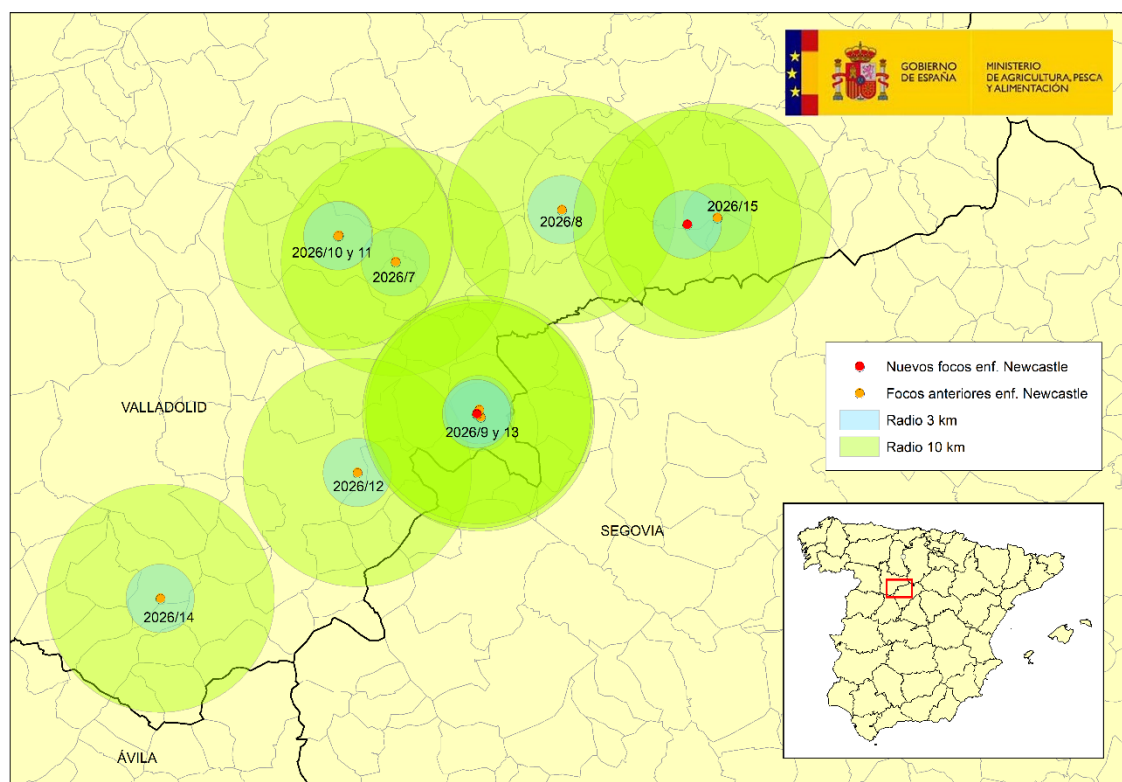 GOBIERNO
DE ESPAÑA
MINISTERIO
DE AGRICULTURA, PESCA
Y ALIMENTACIÓN
2026/15
2026/8
2026/10 y 11
2026/7
Nuevos focos enf. Newcastle
Focos anteriores enf. Newcastle
Radio 3 km
Radio 10 km
VALLADOLID
2026/9 y 13
2026/12
SEGOVIA
2026/14
ÁVILA